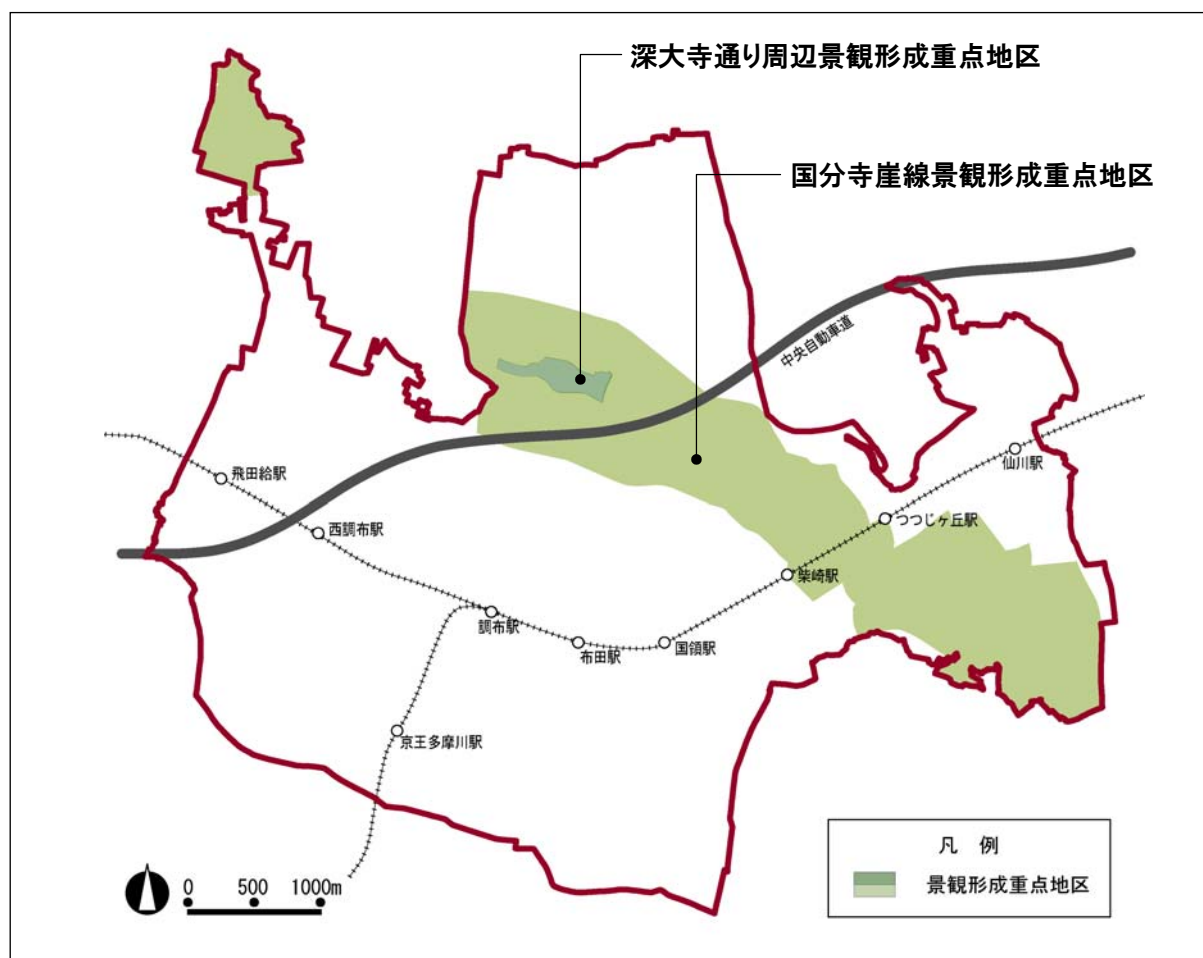 深大寺通り周辺景観形成重点地区
国分寺崖線景観形成重点地区
中央自動車道
仙川駅
飛田給駅
つつじヶ丘駅
西調布駅
柴崎駅
調布駅
布田駅
国領駅
京王多摩川駅
凡 例
景観形成重点地区
0 500 1000m